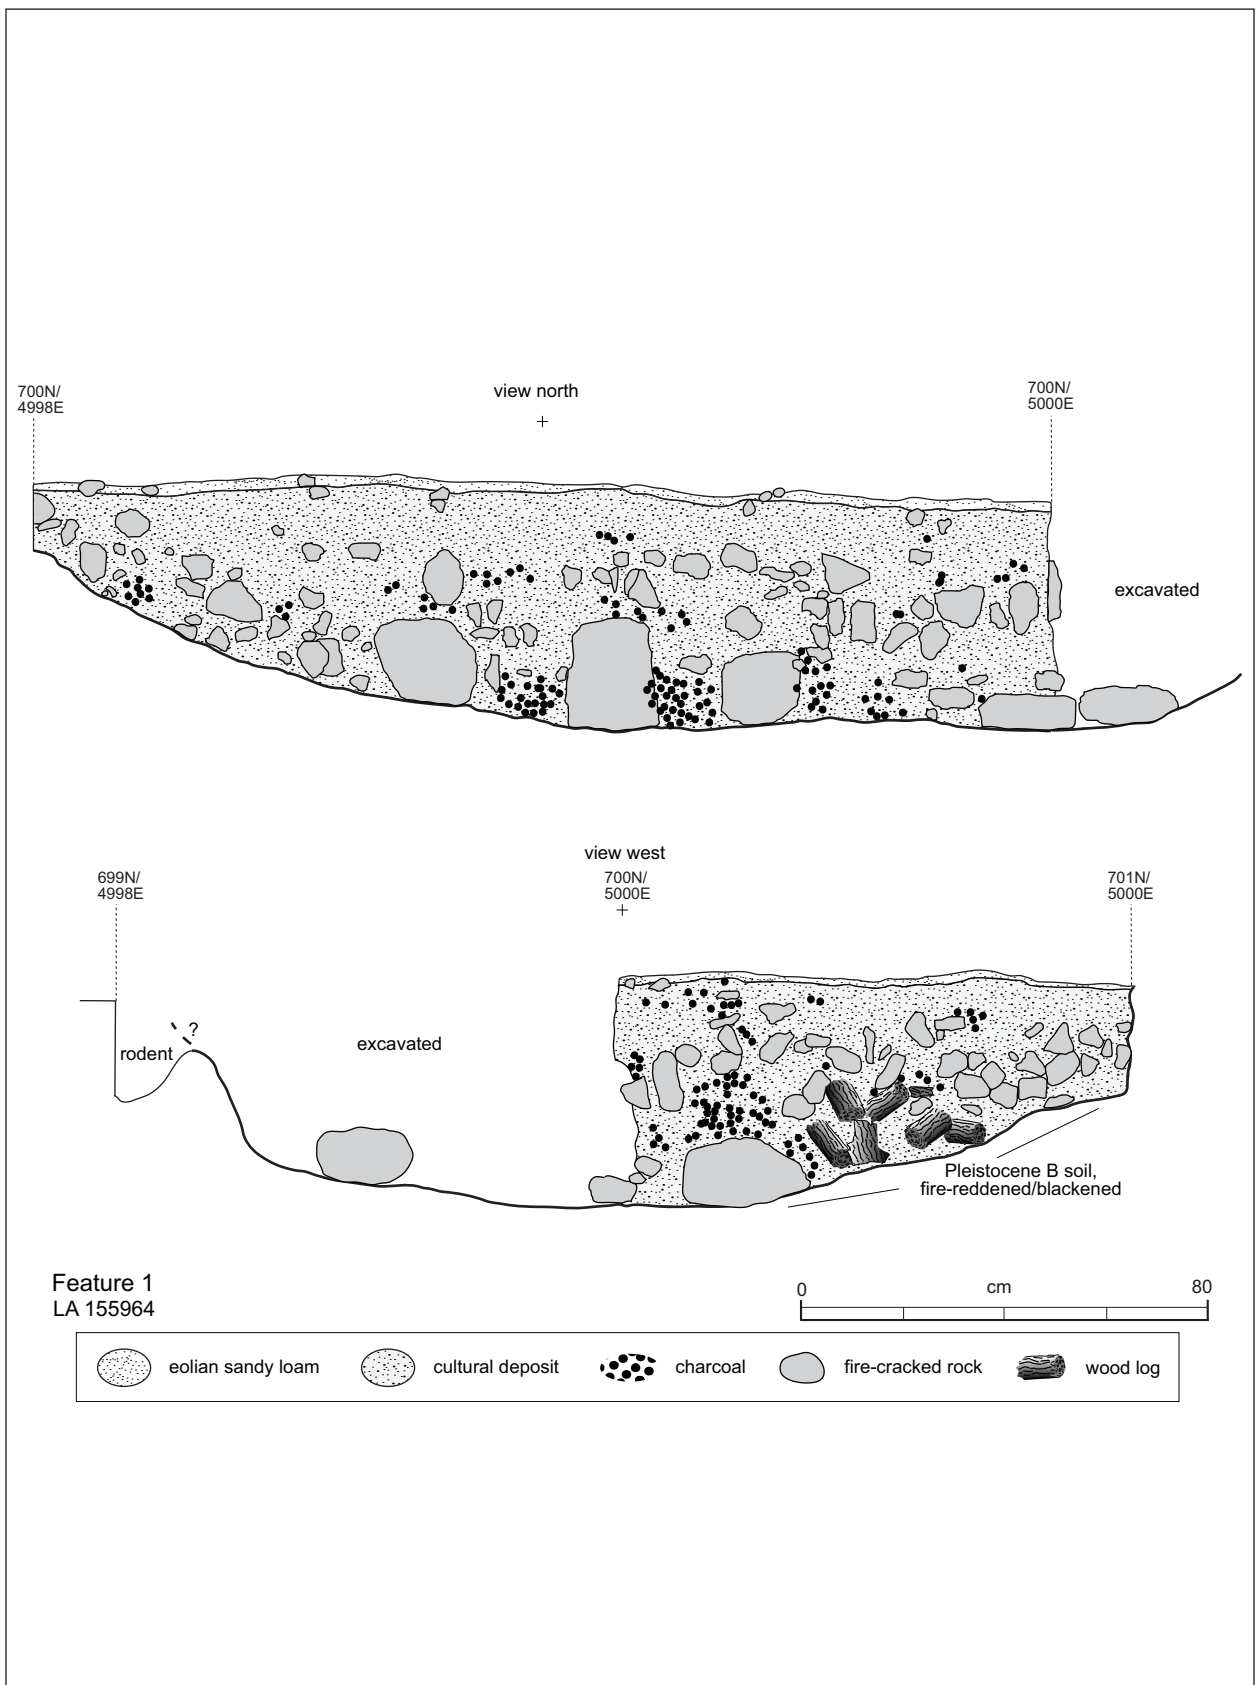 700N/
4998E
view north
+
700N/
5000E
excavated
view west
699N/
4998E
700N/
5000E
+
701N/
5000E
?
rodent
excavated
Pleistocene B soil,
fire-reddened/blackened
Feature 1
LA 155964
0 cm 80
eolian sandy loam cultural deposit charcoal fire-cracked rock wood log